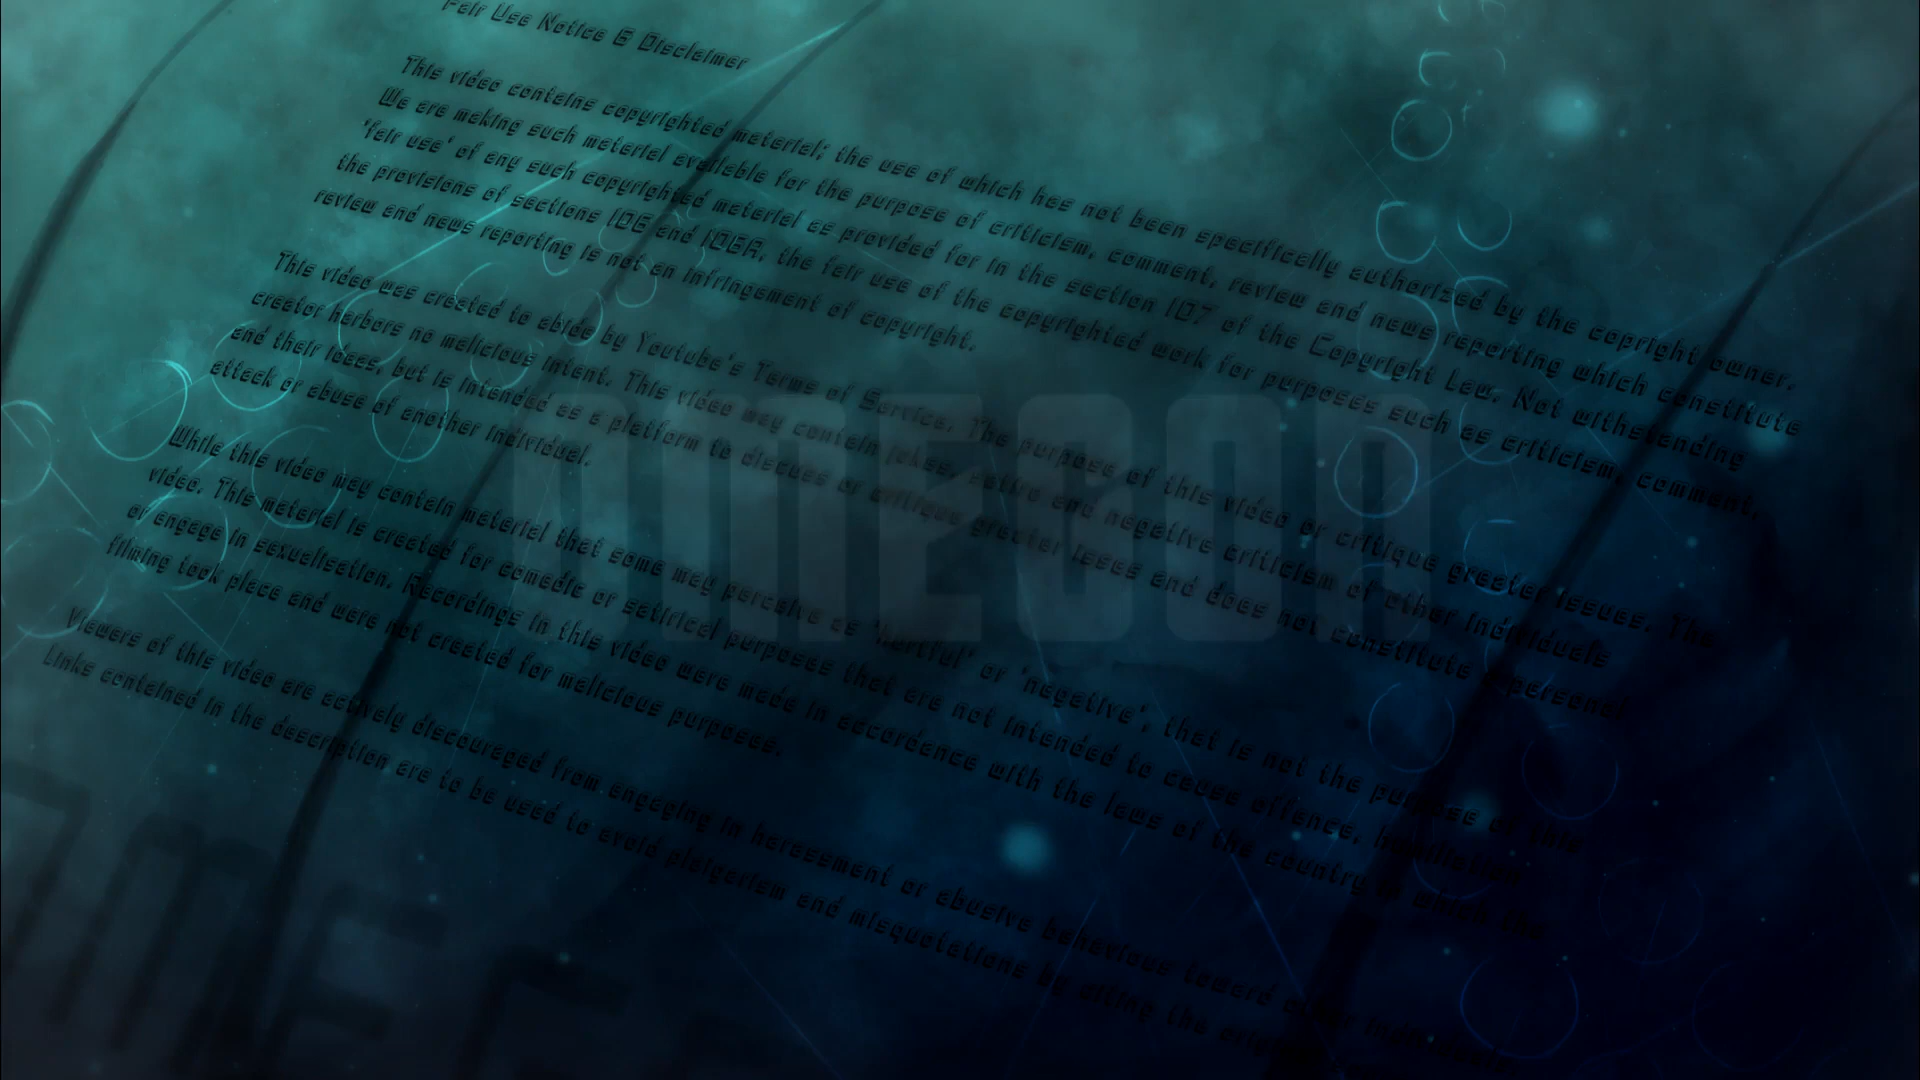 Fair Use Notice & Disclaimer
This video contains copyrighted material; the use of which has not been specifically authorized by the copright owner.
We are making such material available for the purpose of criticism, comment, review and news reporting which constitute
'fair use' of any such copyrighted material as provided for in the section 107 of the Copyright Law. Not withstanding
the provisions of sections 106 and 106A, the fair use of the copyrighted work for purposes such as criticism, comment,
review and news reporting is not an infringement of copyright.
This video was created to abide by Youtube's Terms of Service. The purpose of this video or critique greater issues. The
creator harbors no malicious intent. This video may contain jokes, satire and negative criticism of other individuals
and their ideas, but is intended as a platform to discuss or critique greater isses and does not constitute a personal
attack or abuse of another inividual.
While this video may contain material that some may perceive as 'hurtful' or 'negative', that is not the purpose of this
video. This material is created for comedic or satirical purposes that are not intended to cause offence, humiliation
or engage in sexualisation. Recordings in this video were made in accordance with the laws of the country in which the
filming took place and were not created for malicious purposes.
Viewers of this video are actively discouraged from engaging in harassment or abusive behaviour toward other individuals
Links contained in the description are to be used to avoid plaigarism and misquotations by citing the
OMEGON